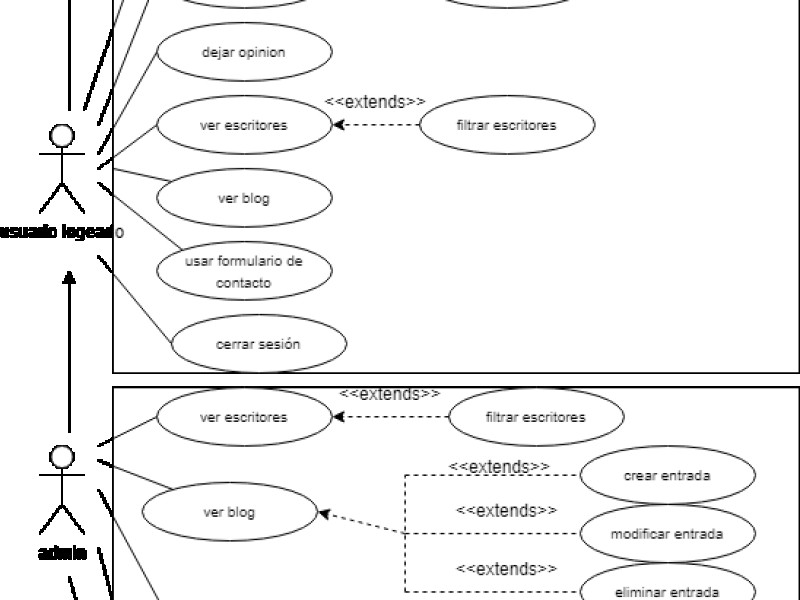 dejar opinion
<<extends>>
ver escritores
filtrar escritores
ver blog
usuario logeado
usar formulario de
contacto
cerrar sesión
<<extends>>
ver escritores
filtrar escritores
<<extends>>
crear entrada
ver blog
<<extends>>
modificar entrada
admin
<<extends>>
eliminar entrada